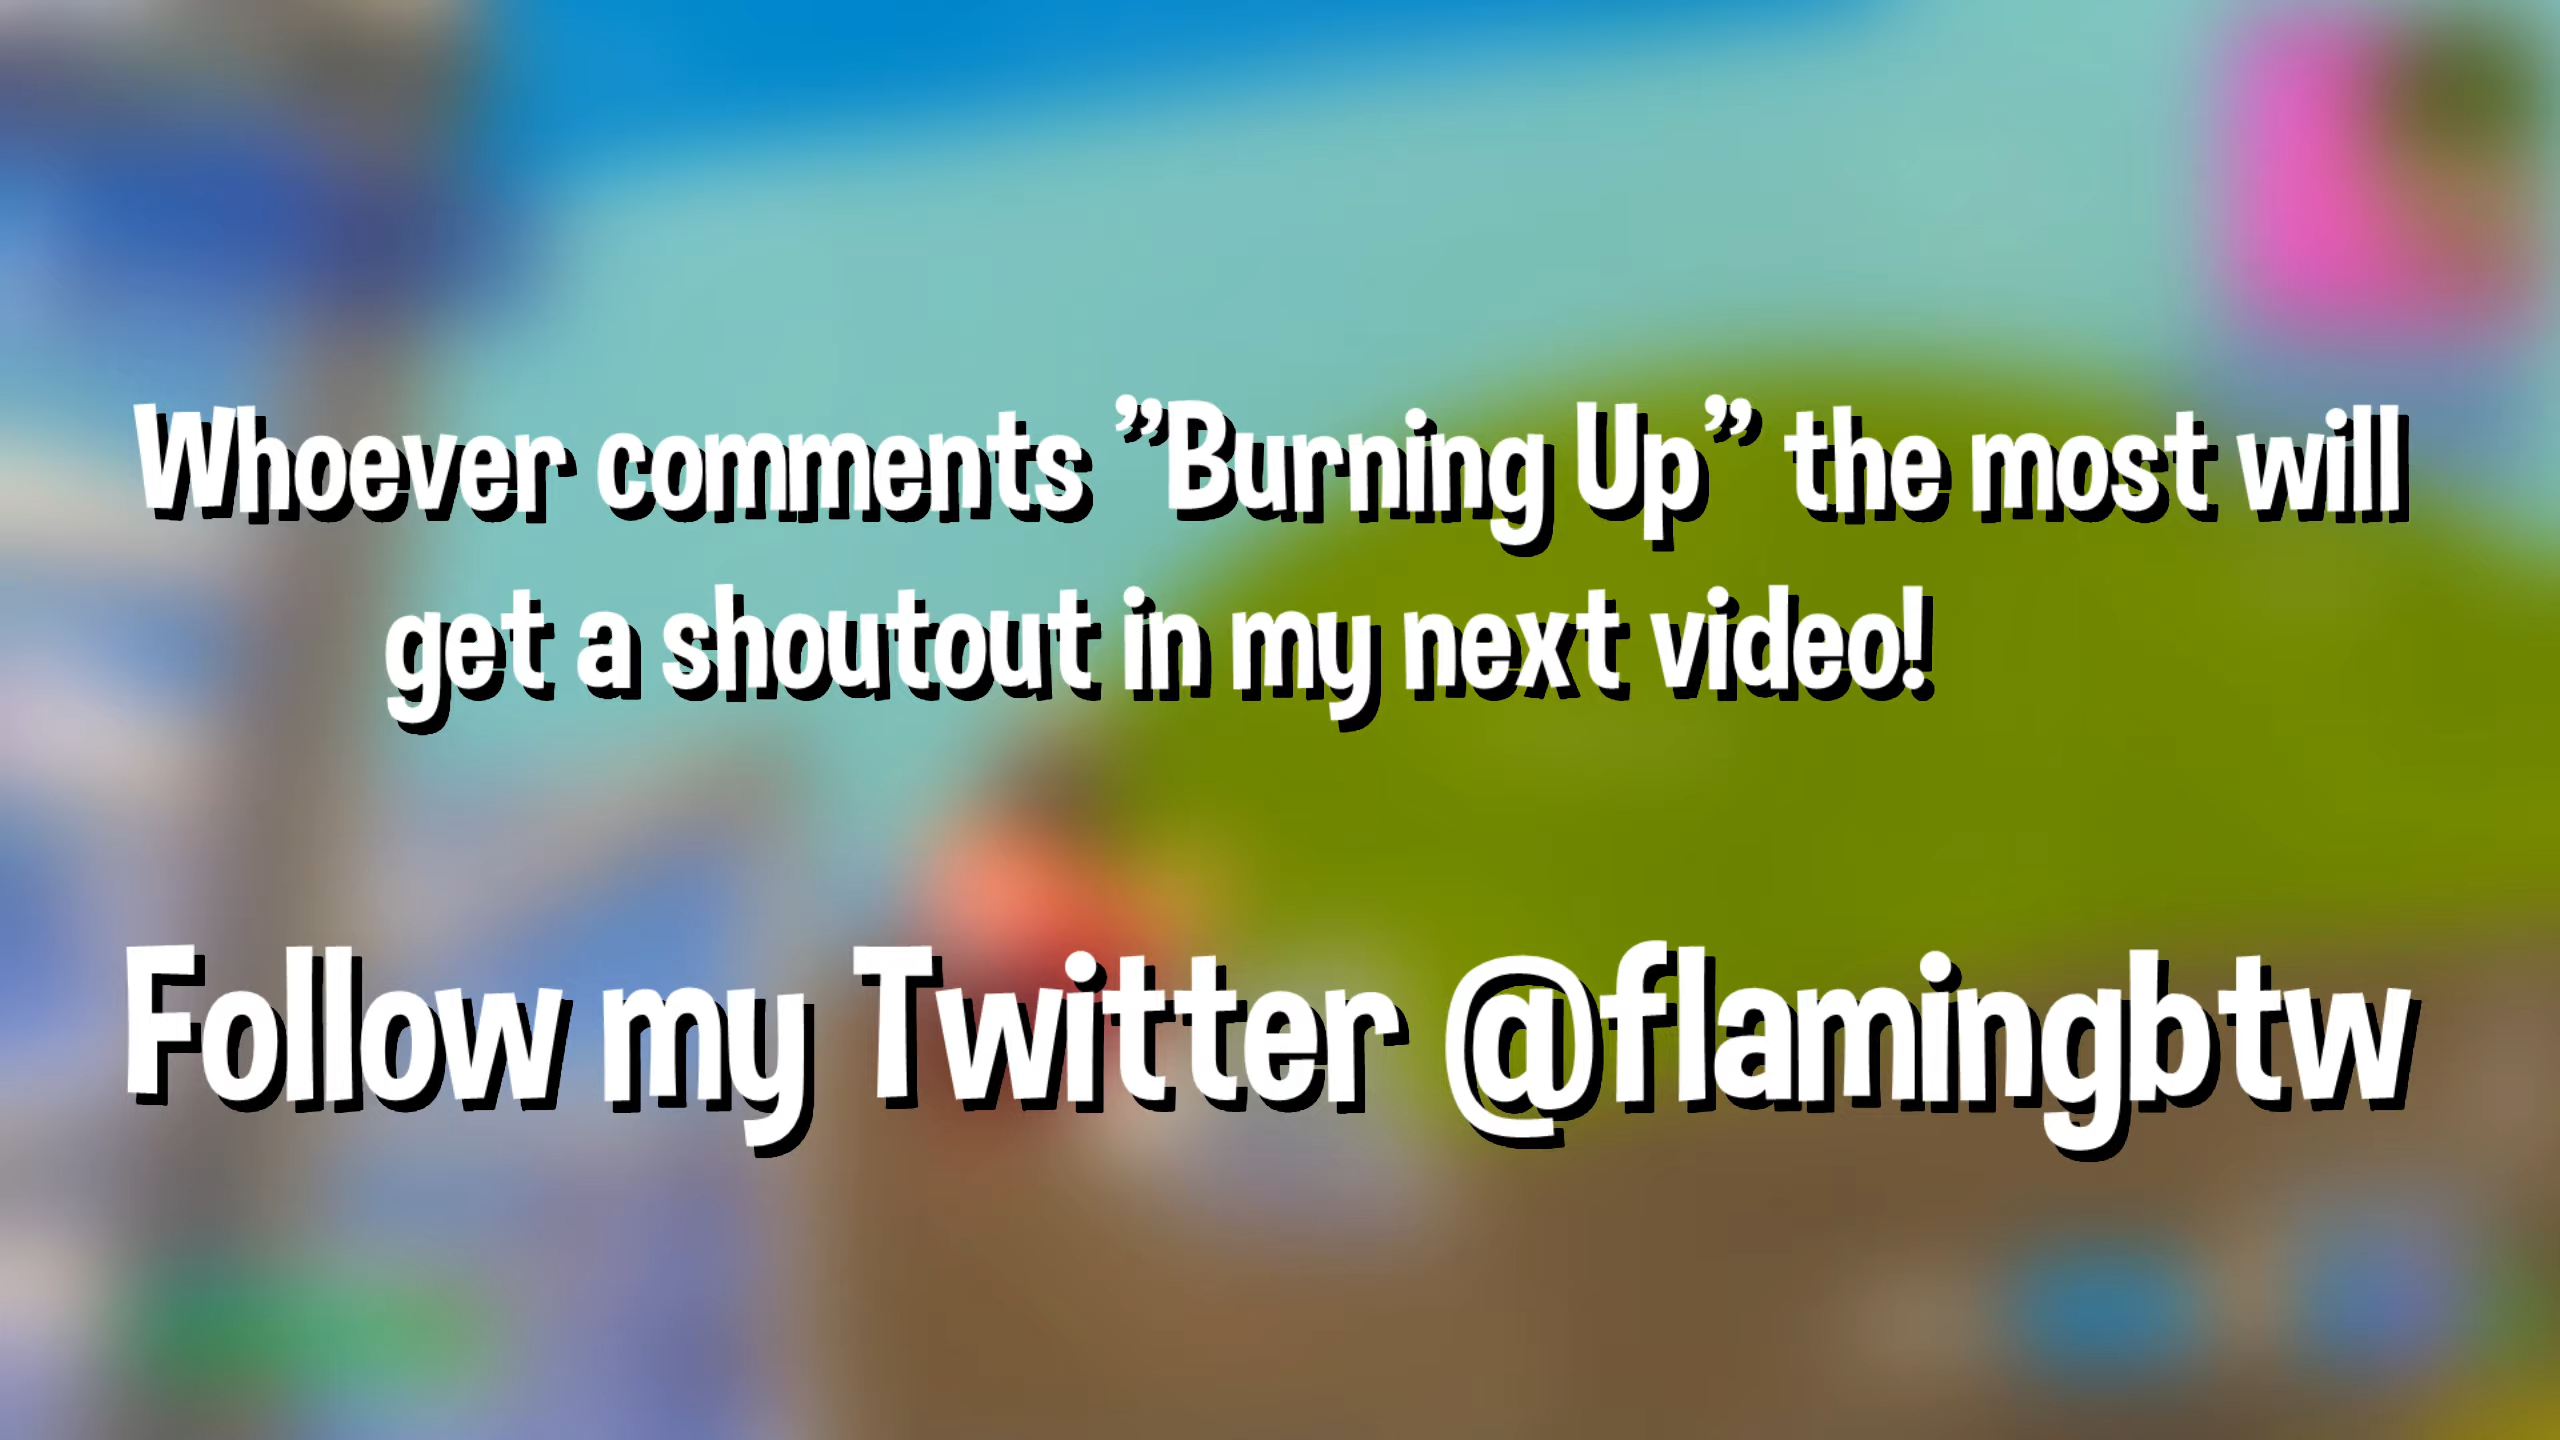 Whoever comments ”Burning Up” the most will
get a shoutout in my next video!
Follow my Twitter @flamingbtw